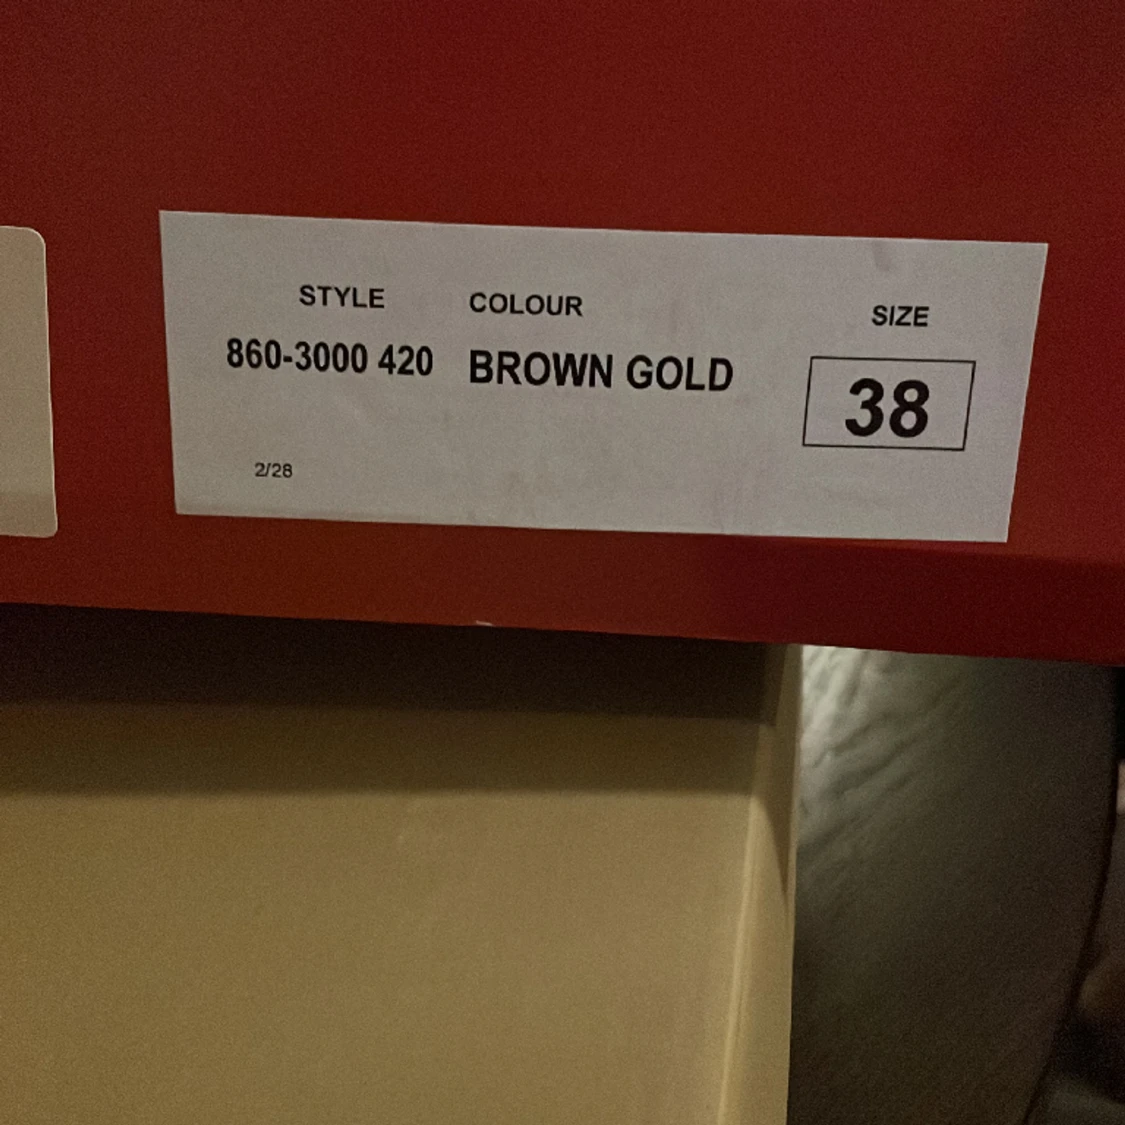 STYLE COLOUR SIZE
860-3000 420 BROWN GOLD 38
2/28